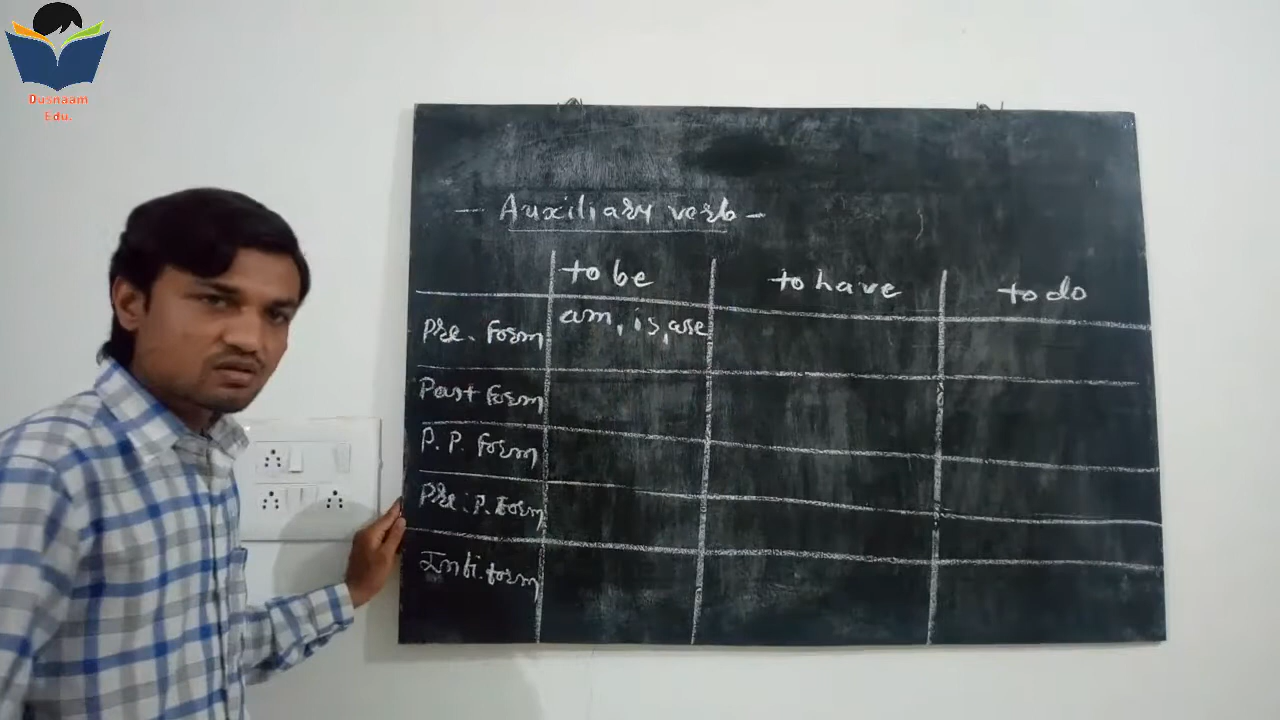 Dusnaam
Edu.
- Auxiliary verb -
to be to have to do
Pre. Form am, is, are
Past Form
P. P. Form
Pre. P. Form
Infi. form